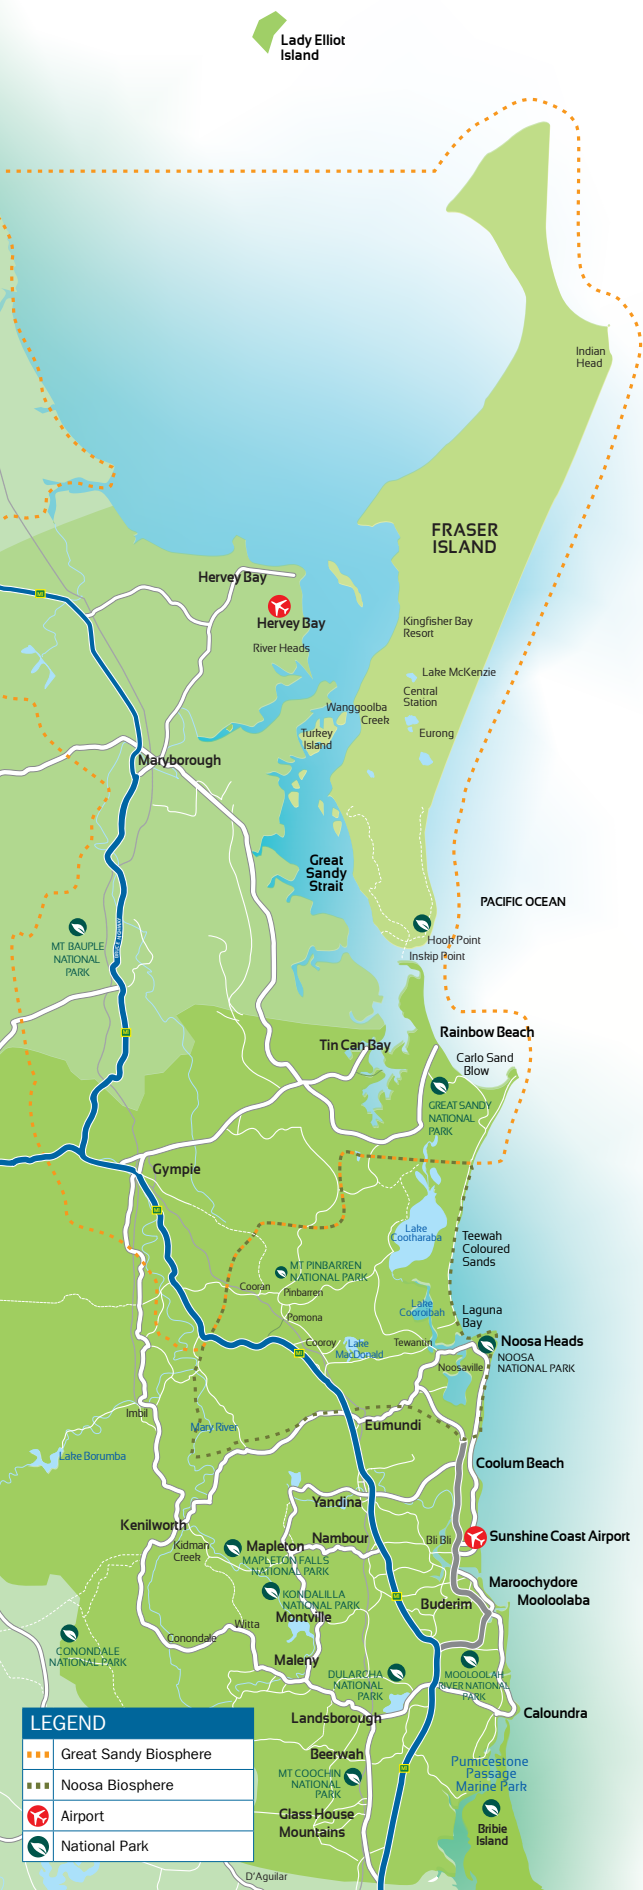 Lady Elliot
Island
Indian
Head
FRASER
ISLAND
Hervey Bay
Hervey Bay
River Heads
Kingfisher Bay
Resort
Lake McKenzie
Central
Station
Wanggoolba
Creek
Turkey
Island
Eurong
Maryborough
Great
Sandy
Strait
PACIFIC OCEAN
BRUCE HIGHWAY
MT BAUPLE
NATIONAL
PARK
Hook Point
Inskip Point
M1
Tin Can Bay
Rainbow Beach
Carlo Sand
Blow
GREAT SANDY
NATIONAL
PARK
Gympie
M1
Lake
Cootharaba
Teewah
Coloured
Sands
MT PINBARREN
NATIONAL PARK
Cooran
Pinbarren
Lake
Cooroibah
Laguna
Bay
Pomona
Cooroy
Lake
MacDonald
Tewantin
Noosa Heads
NOOSA
NATIONAL PARK
Noosaville
M1
Imbil
Mary River
Eumundi
Lake Borumba
Coolum Beach
Yandina
Kenilworth
Kidman
Creek
Mapleton
MAPLETON FALLS
NATIONAL PARK
Nambour
Bli Bli
Sunshine Coast Airport
KONDALILLA
NATIONAL PARK
Montville
M1
Buderim
Maroochydore
Mooloolaba
Witta
Conondale
CONONDALE
NATIONAL PARK
Maleny
DULARCHA
NATIONAL
PARK
MOOLOOLAH
RIVER NATIONAL
PARK
Landsborough
Caloundra
Beerwah
MT COOCHIN
NATIONAL
PARK
M1
Pumicestone
Passage
Marine Park
Glass House
Mountains
Bribie
Island
D'Aguilar
LEGEND
Great Sandy Biosphere
Noosa Biosphere
Airport
National Park